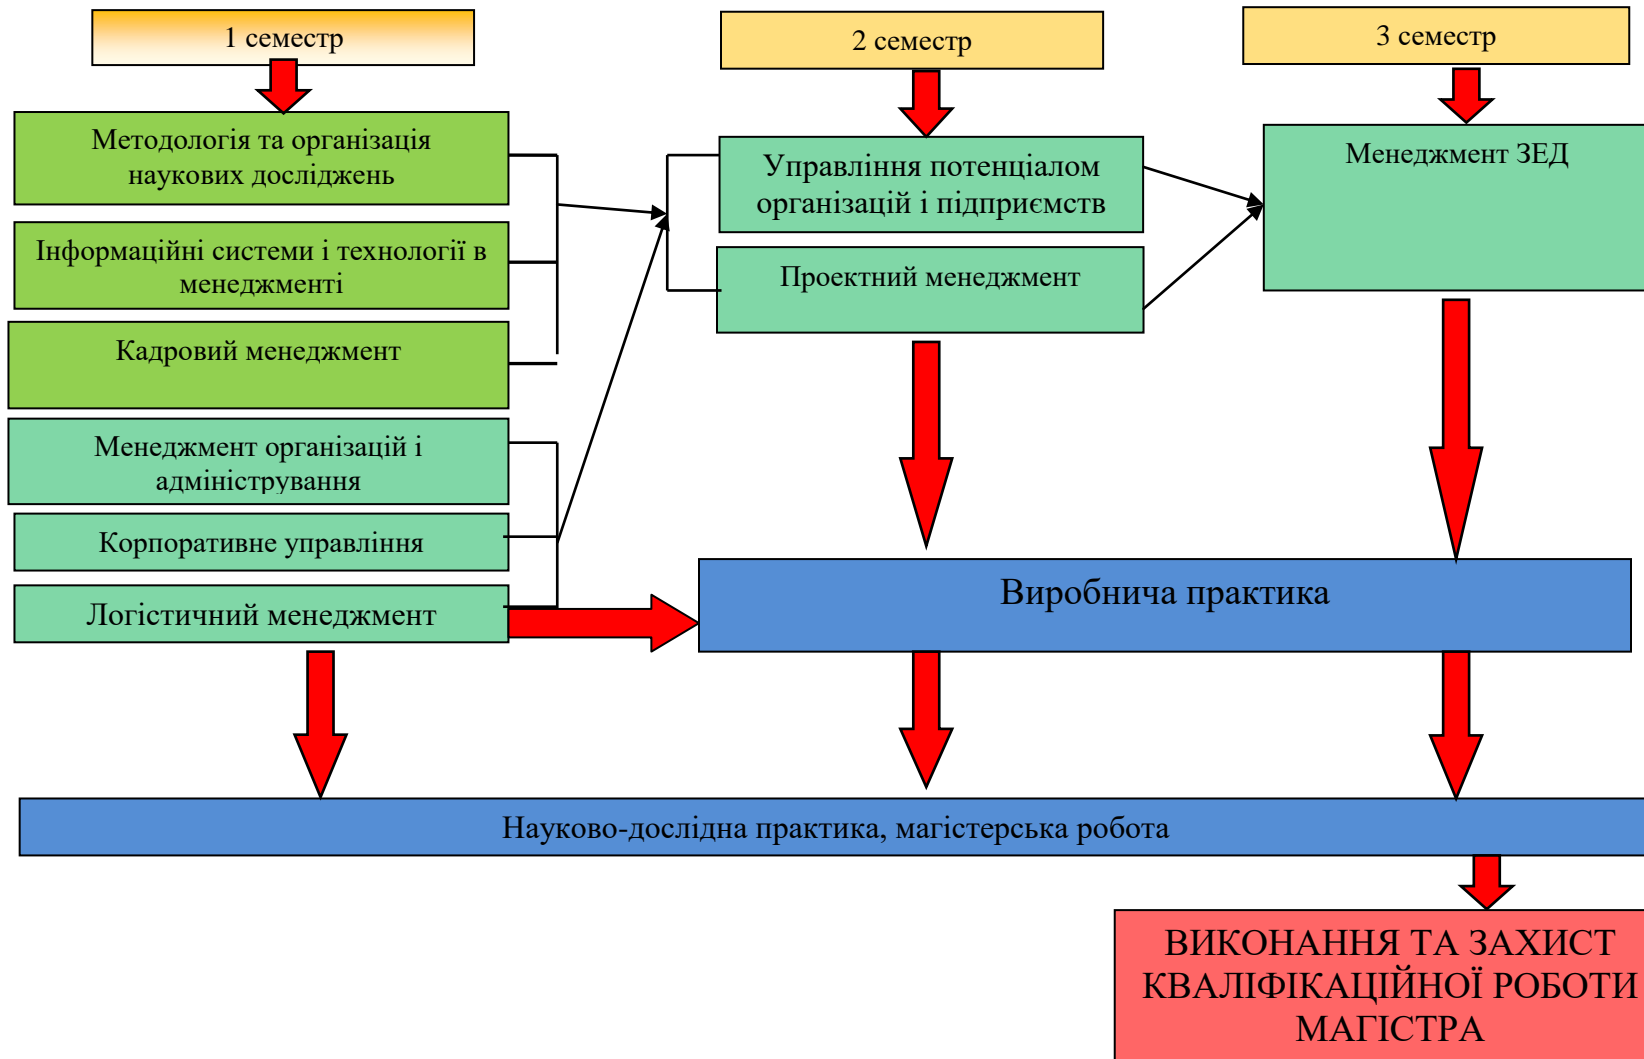 1 семестр
2 семестр
3 семестр
Методологія та організація
наукових досліджень
Інформаційні системи і технології в
менеджменті
Кадровий менеджмент
Менеджмент організацій і
адміністрування
Корпоративне управління
Логістичний менеджмент
Управління потенціалом
організацій і підприємств
Проектний менеджмент
Менеджмент ЗЕД
Виробнича практика
Науково-дослідна практика, магістерська робота
ВИКОНАННЯ ТА ЗАХИСТ
КВАЛІФІКАЦІЙНОЇ РОБОТИ
МАГІСТРА